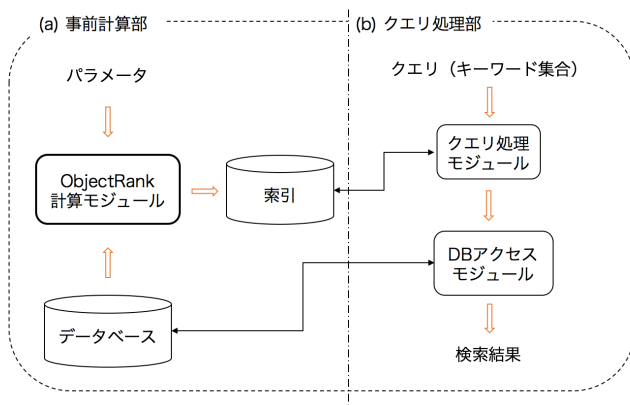 (a) 事前計算部
パラメータ
ObjectRank
計算モジュール
索引
データベース
(b) クエリ処理部
クエリ（キーワード集合）
クエリ処理
モジュール
DBアクセス
モジュール
検索結果